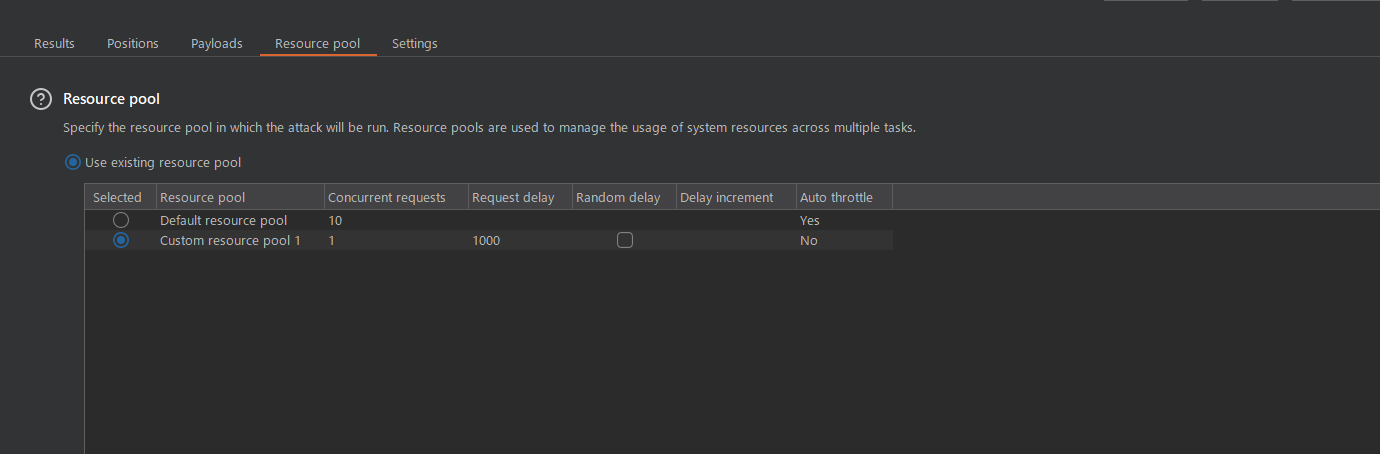 Results Positions Payloads Resource pool Settings
? Resource pool
Specify the resource pool in which the attack will be run. Resource pools are used to manage the usage of system resources across multiple tasks.
Use existing resource pool
Selected Resource pool Concurrent requests Request delay Random delay Delay increment Auto throttle
Default resource pool 10 Yes
Custom resource pool 1 1 1000 No